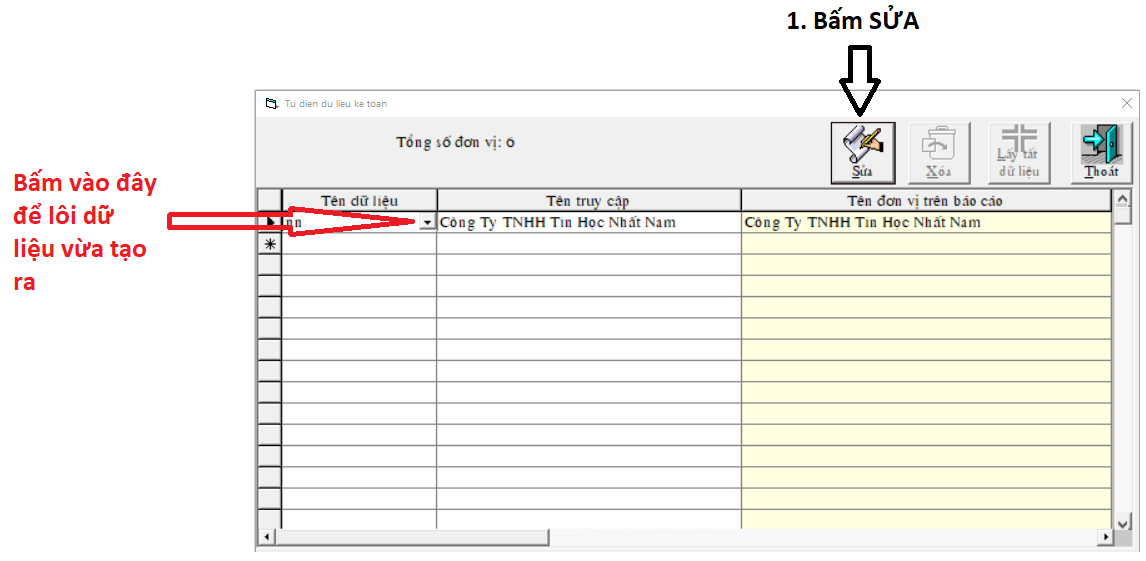 1. Bấm SỬA
Tu dien du lieu ke toan
Tổng số đơn vị: 6
Sửa
Xóa
Lấy tất
dữ liệu
Thoát
Bấm vào đây
để lôi dữ
liệu vừa tạo
ra
Tên dữ liệu Tên truy cập Tên đơn vị trên báo cáo
nn Công Ty TNHH Tin Học Nhất Nam Công Ty TNHH Tin Học Nhất Nam